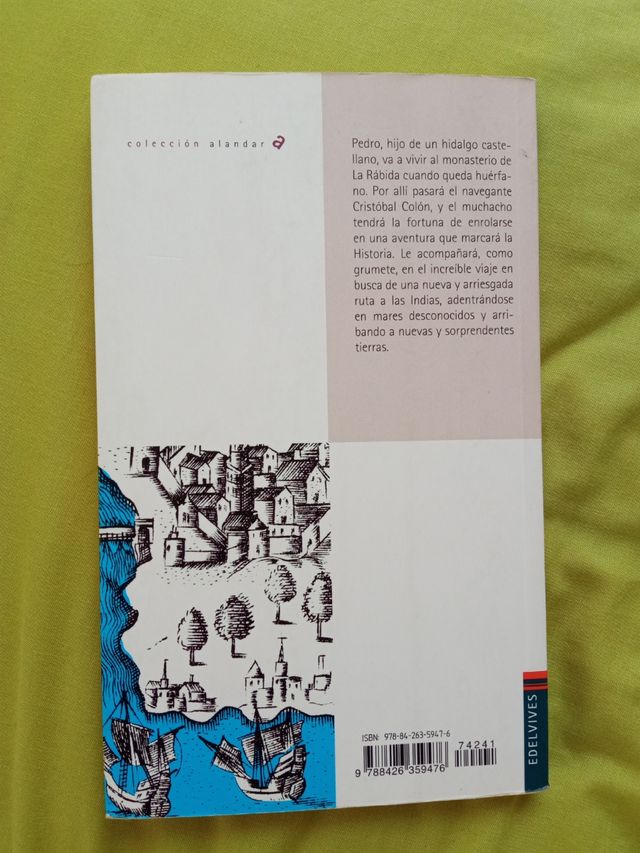 colección alandar a
Pedro, hijo de un hidalgo caste-
llano, va a vivir al monasterio de
La Rábida cuando queda huérfa-
no. Por allí pasará el navegante
Cristóbal Colón, y el muchacho
tendrá la fortuna de enrolarse
en una aventura que marcará la
Historia. Le acompañará, como
grumete, en el increíble viaje en
busca de una nueva y arriesgada
ruta a las Indias, adentrándose
en mares desconocidos y arri-
bando a nuevas y sorprendentes
tierras.
EDELVIVES
ISBN: 978-84-263-5947-6
74241
9 788426 359476